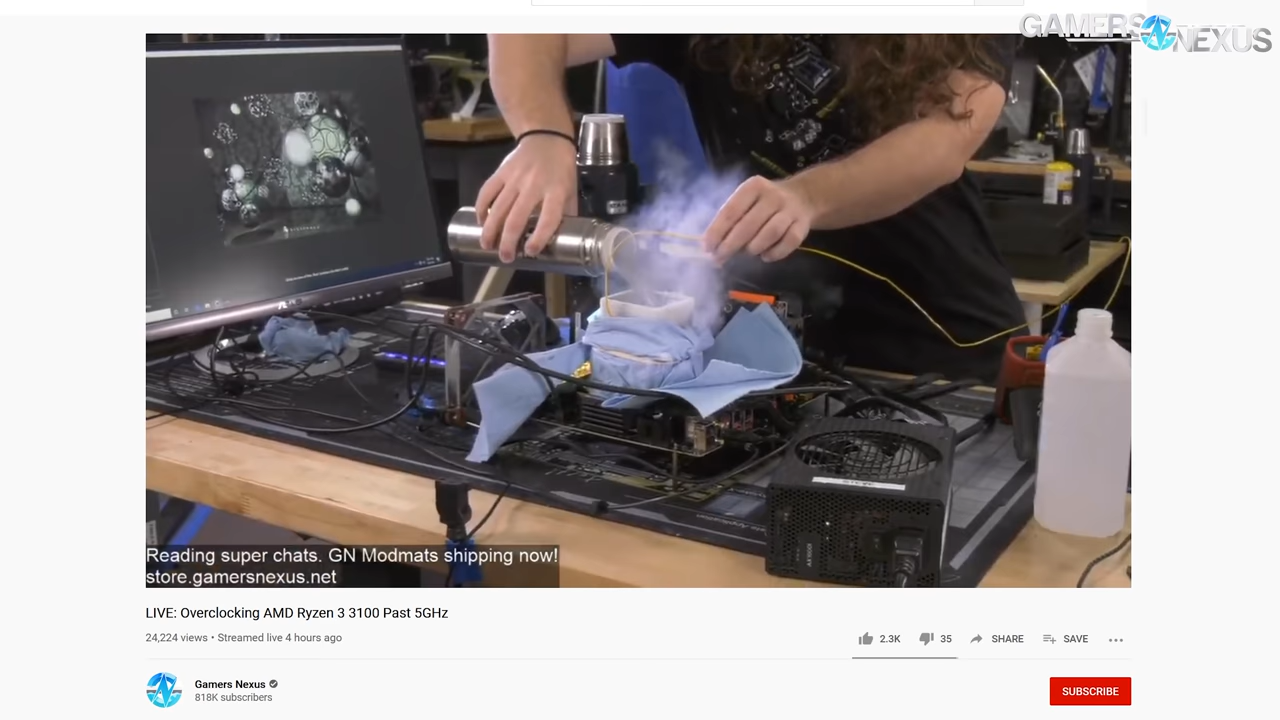 GAMERS NEXUS
Reading super chats. GN Modmats shipping now!
store.gamersnexus.net
LIVE: Overclocking AMD Ryzen 3 3100 Past 5GHz
24,224 views • Streamed live 4 hours ago
2.3K
35
SHARE
SAVE
Gamers Nexus
818K subscribers
SUBSCRIBE